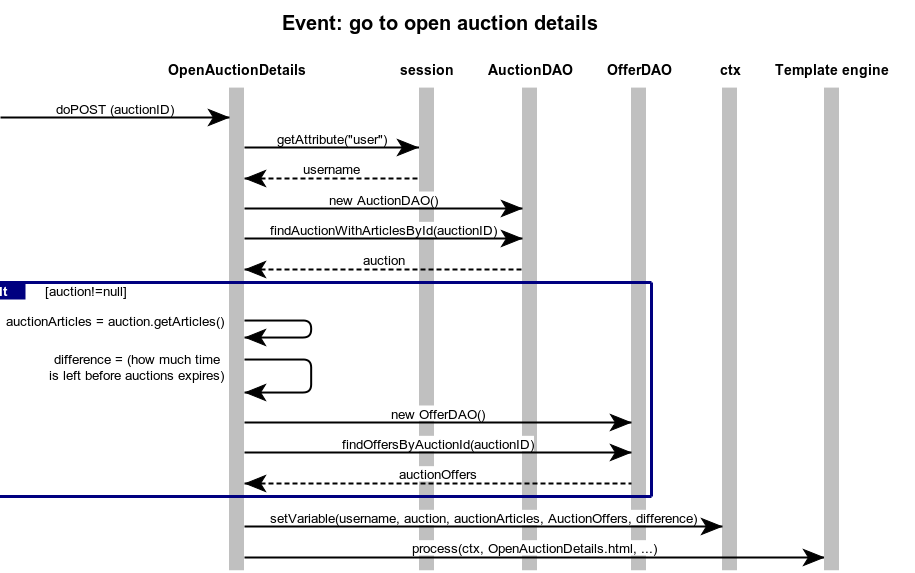 Event: go to open auction details
OpenAuctionDetails session AuctionDAO OfferDAO ctx Template engine
doPOST (auctionID)
getAttribute("user")
username
new AuctionDAO()
findAuctionWithArticlesById(auctionID)
auction
lt [auction!=null]
auctionArticles = auction.getArticles()
difference = (how much time
is left before auctions expires)
new OfferDAO()
findOffersByAuctionId(auctionID)
auctionOffers
setVariable(username, auction, auctionArticles, AuctionOffers, difference)
process(ctx, OpenAuctionDetails.html, ...)